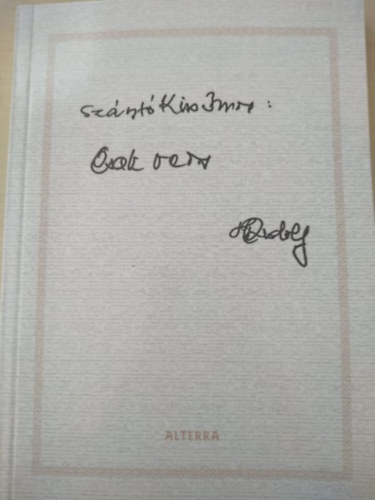 Szántó Kiss Imre:
Csak vers
ALTERRA